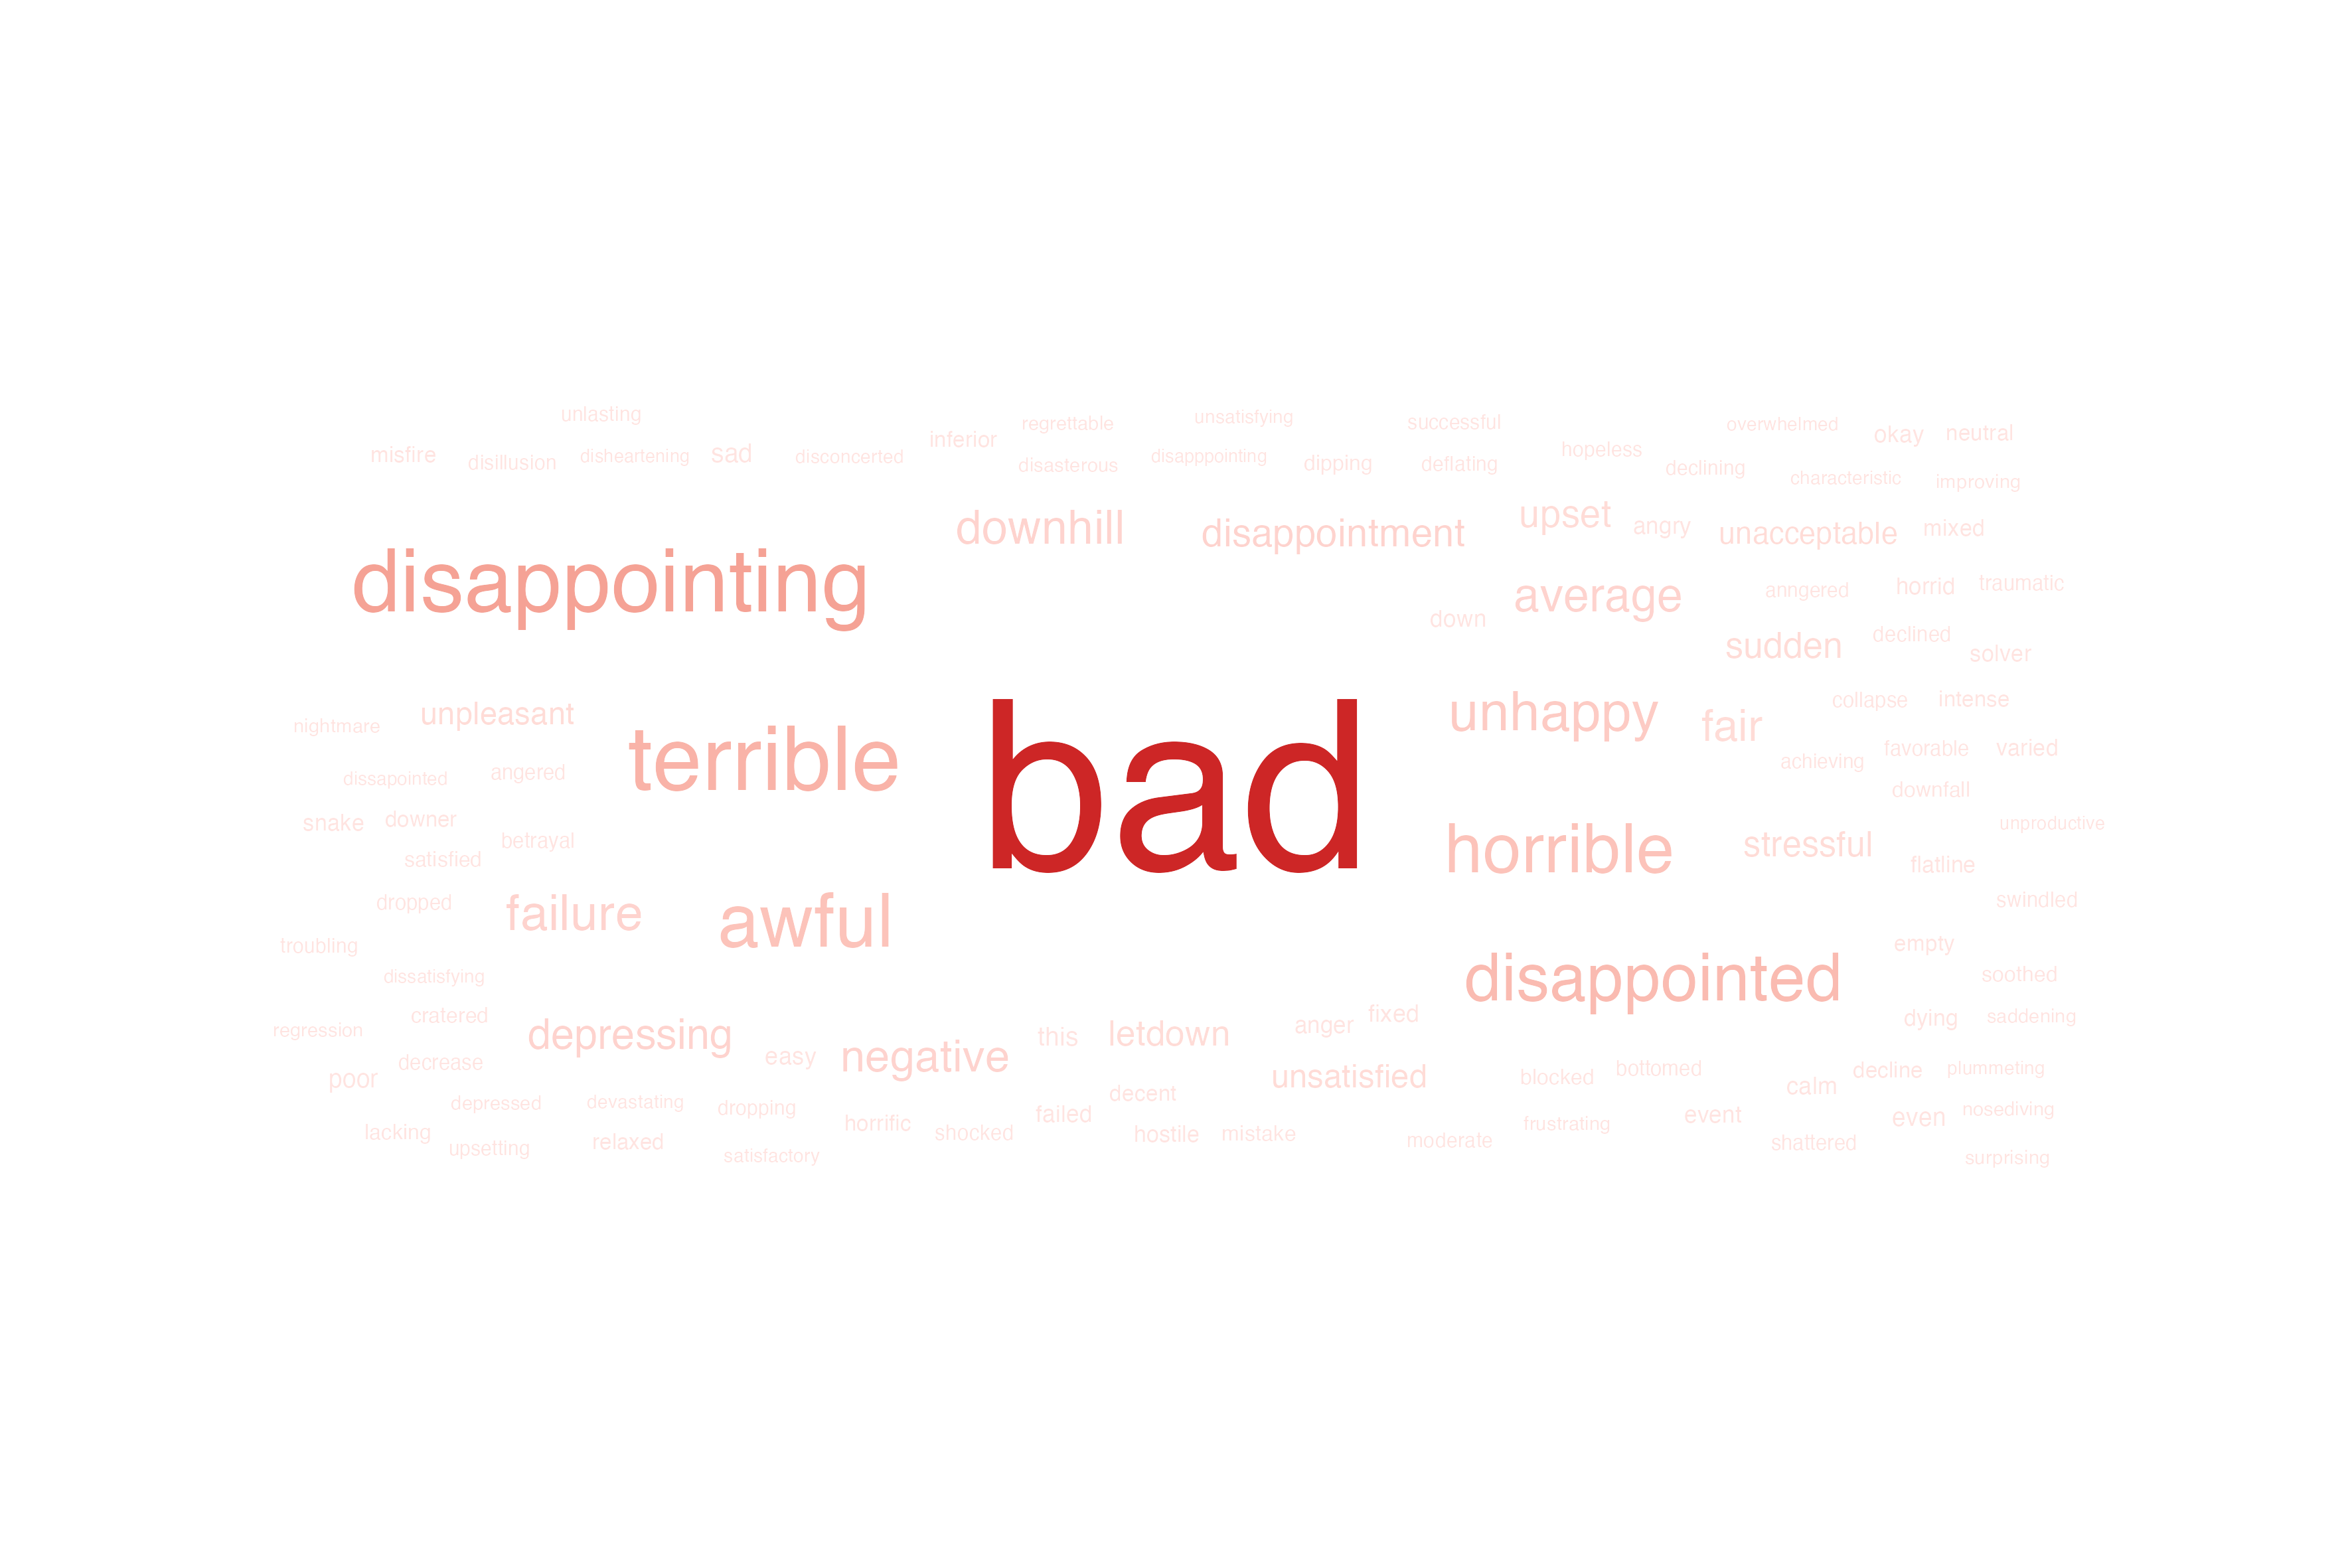 unlasting
regrettable
unsatisfying
successful
overwhelmed
okay
neutral
misfire
disillusion
disheartening
sad
disconcerted
inferior
disasterous
disapppointing
dipping
deflating
hopeless
declining
characteristic
improving
downhill
disappointment
upset
angry
unacceptable
mixed
disappointing
average
anngered
horrid
traumatic
down
sudden
declined
solver
nightmare
unpleasant
terrible
bad
unhappy
fair
collapse
intense
achieving
favorable
varied
dissapointed
angered
downfall
snake
downer
betrayal
satisfied
horrible
stressful
unproductive
flatline
dropped
failure
awful
swindled
troubling
dissatisfying
disappointed
empty
soothed
regression
cratered
depressing
easy
negative
this
letdown
anger
fixed
dying
saddening
poor
decrease
unsatisfied
blocked
bottomed
calm
decline
plummeting
depressed
devastating
dropping
horrific
shocked
failed
decent
hostile
mistake
moderate
frustrating
event
even
nosediving
lacking
upsetting
relaxed
satisfactory
shattered
surprising